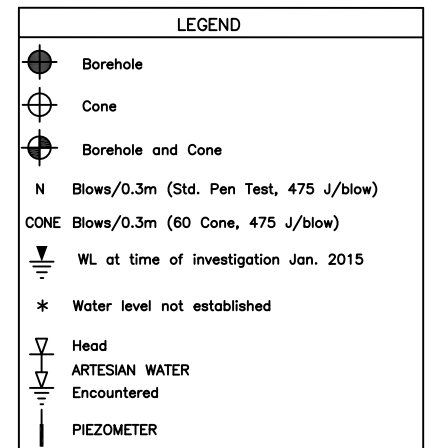 LEGEND
Borehole
Cone
Borehole and Cone
N Blows/0.3m (Std. Pen Test, 475 J/blow)
CONE Blows/0.3m (60 Cone, 475 J/blow)
WL at time of investigation Jan. 2015
* Water level not established
Head
ARTESIAN WATER
Encountered
PIEZOMETER